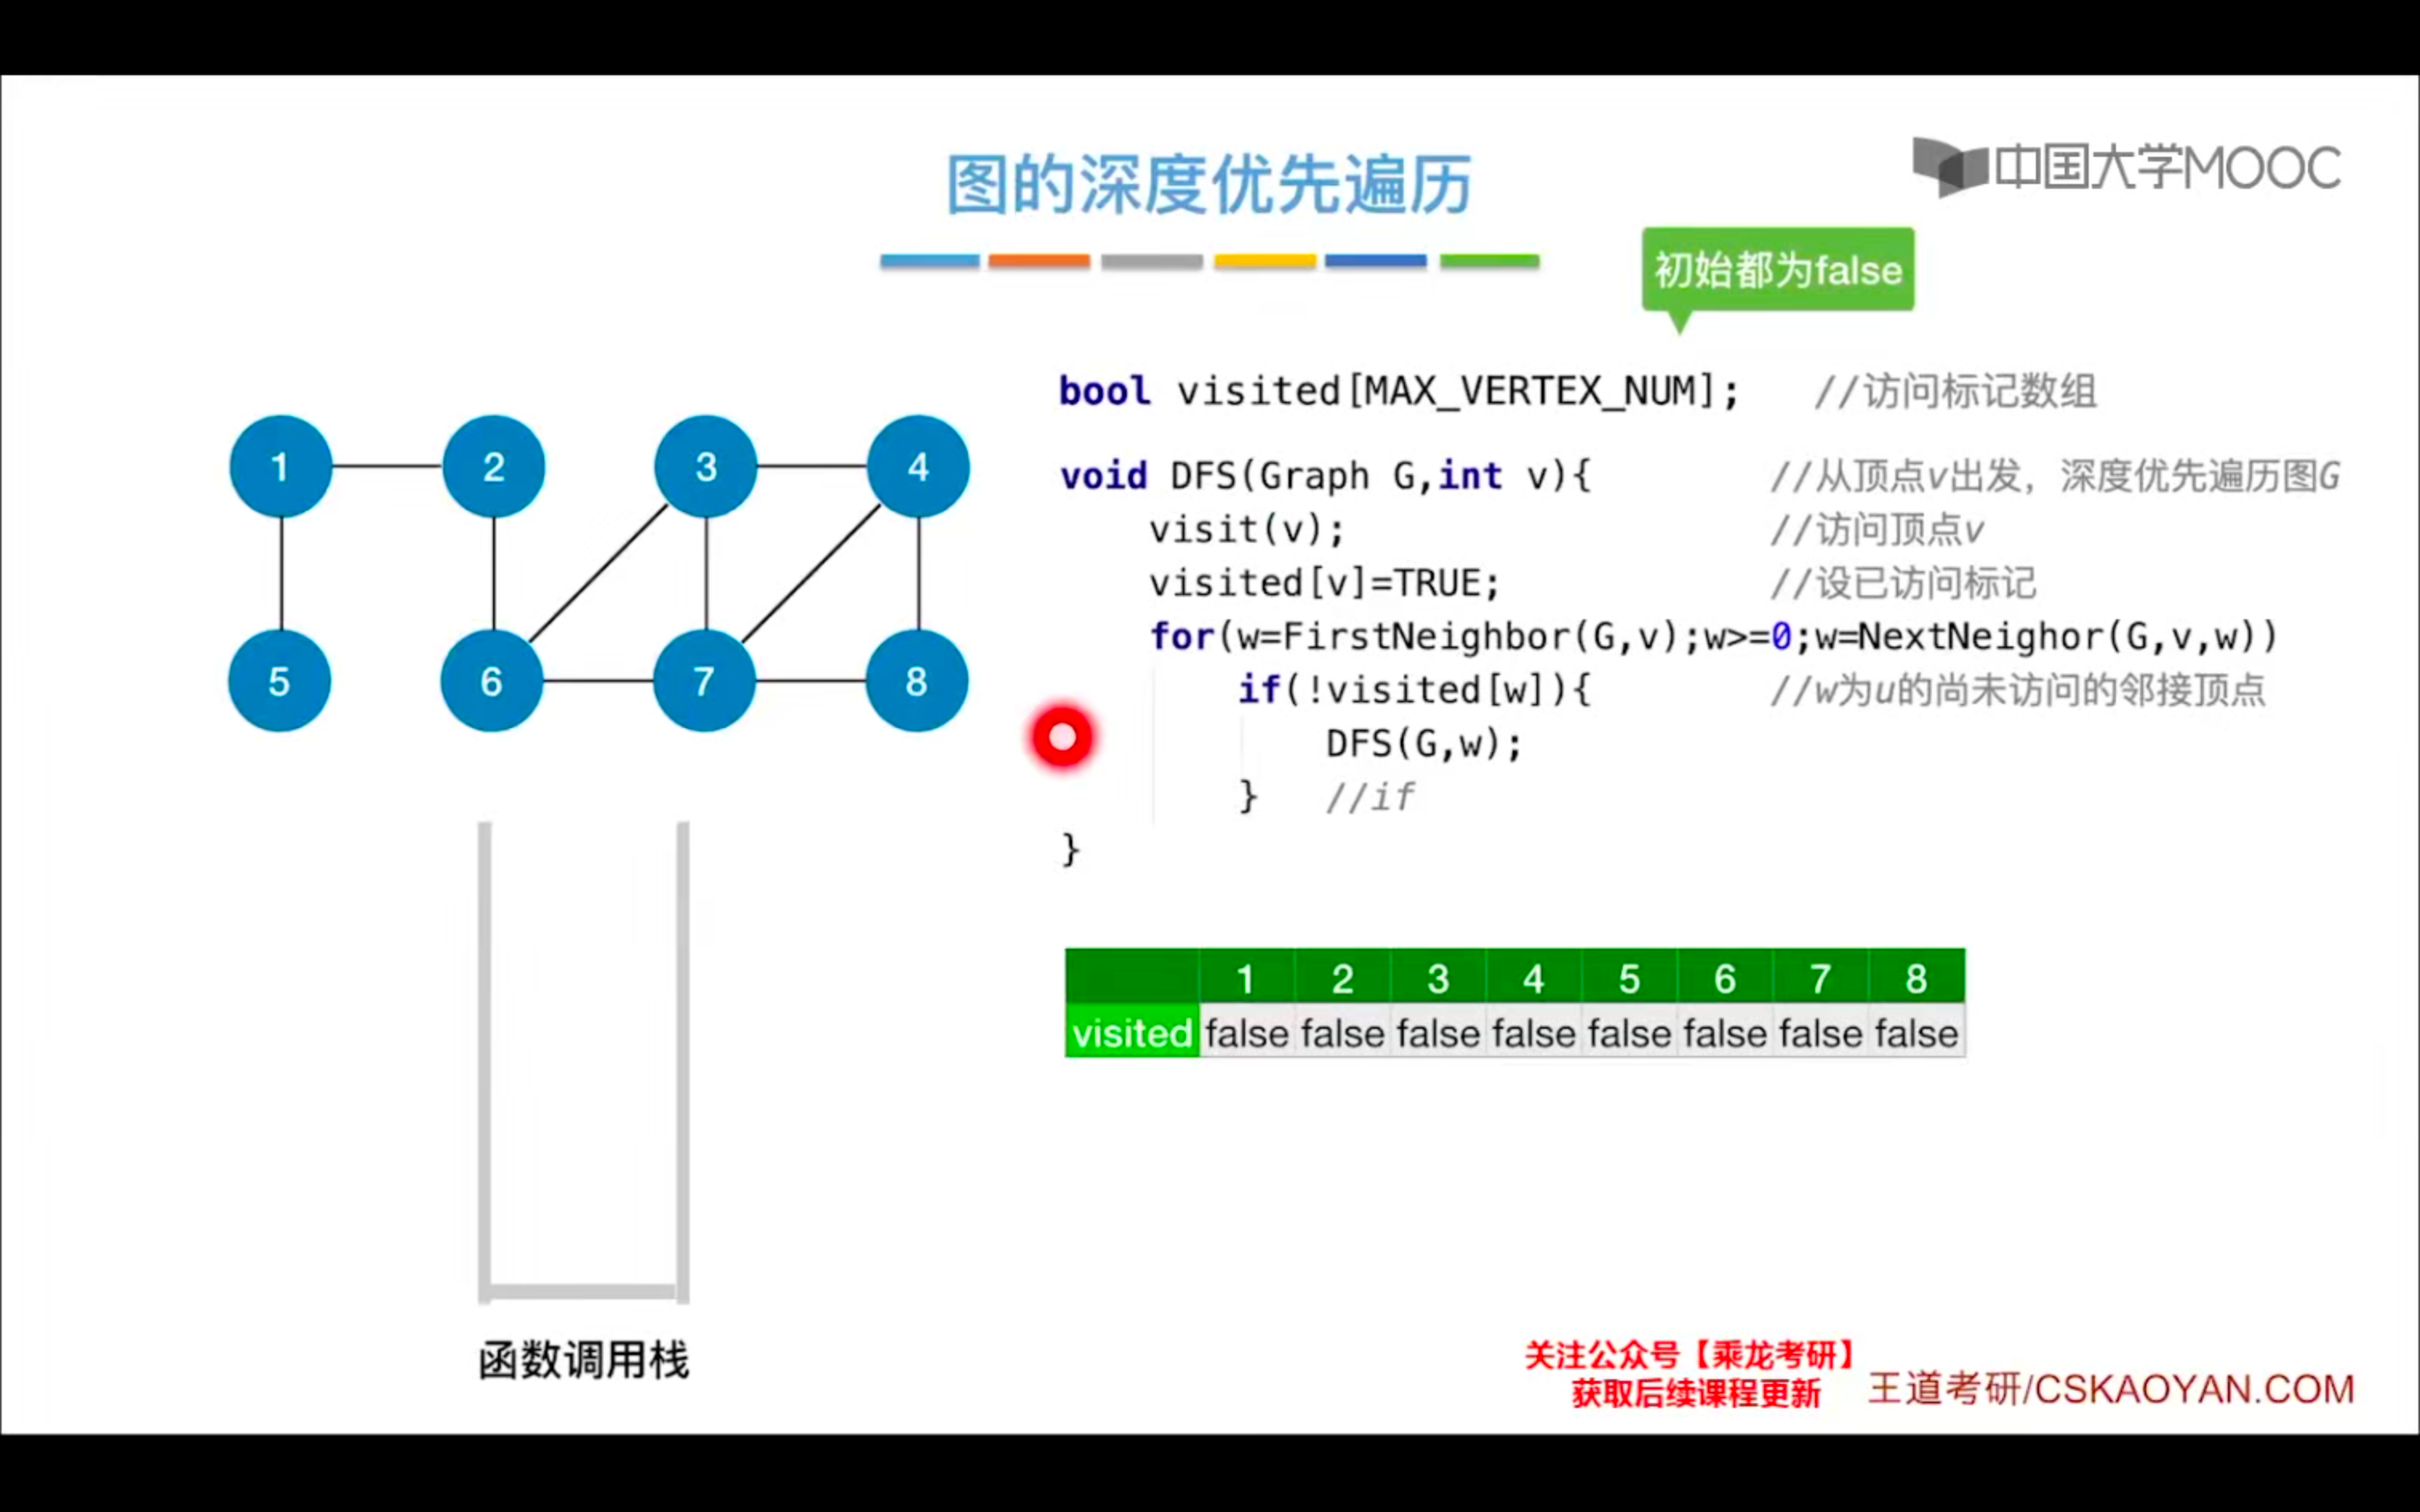 图的深度优先遍历
中国大学MOOC
初始都为false
bool visited[MAX_VERTEX_NUM]; //访问标记数组
void DFS(Graph G,int v){ //从顶点v出发，深度优先遍历图G
visit(v); //访问顶点v
visited[v]=TRUE; //设已访问标记
for(w=FirstNeighbor(G,v);w>=0;w=NextNeighor(G,v,w))
if(!visited[w]){ //w为u的尚未访问的邻接顶点
DFS(G,w);
} //if
}
1 2 3 4
5 6 7 8
1 2 3 4 5 6 7 8
visited false false false false false false false false
函数调用栈
关注公众号【乘龙考研】
获取后续课程更新
王道考研/CSKAOYAN.COM